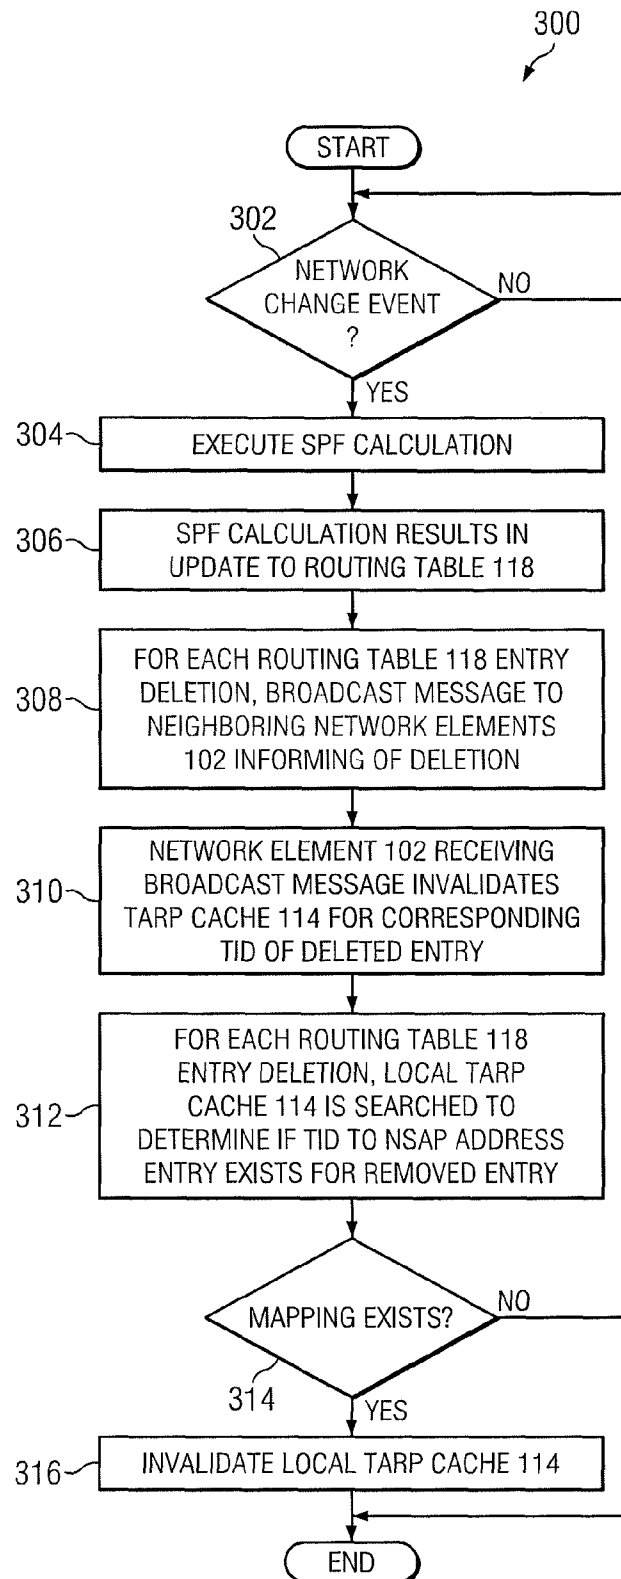 300
START
302
NETWORK
CHANGE EVENT
?
NO
YES
304
EXECUTE SPF CALCULATION
306
SPF CALCULATION RESULTS IN
UPDATE TO ROUTING TABLE 118
308
FOR EACH ROUTING TABLE 118 ENTRY
DELETION, BROADCAST MESSAGE TO
NEIGHBORING NETWORK ELEMENTS
102 INFORMING OF DELETION
310
NETWORK ELEMENT 102 RECEIVING
BROADCAST MESSAGE INVALIDATES
TARP CACHE 114 FOR CORRESPONDING
TID OF DELETED ENTRY
312
FOR EACH ROUTING TABLE 118
ENTRY DELETION, LOCAL TARP
CACHE 114 IS SEARCHED TO
DETERMINE IF TID TO NSAP ADDRESS
ENTRY EXISTS FOR REMOVED ENTRY
MAPPING EXISTS?
NO
314
YES
316
INVALIDATE LOCAL TARP CACHE 114
END